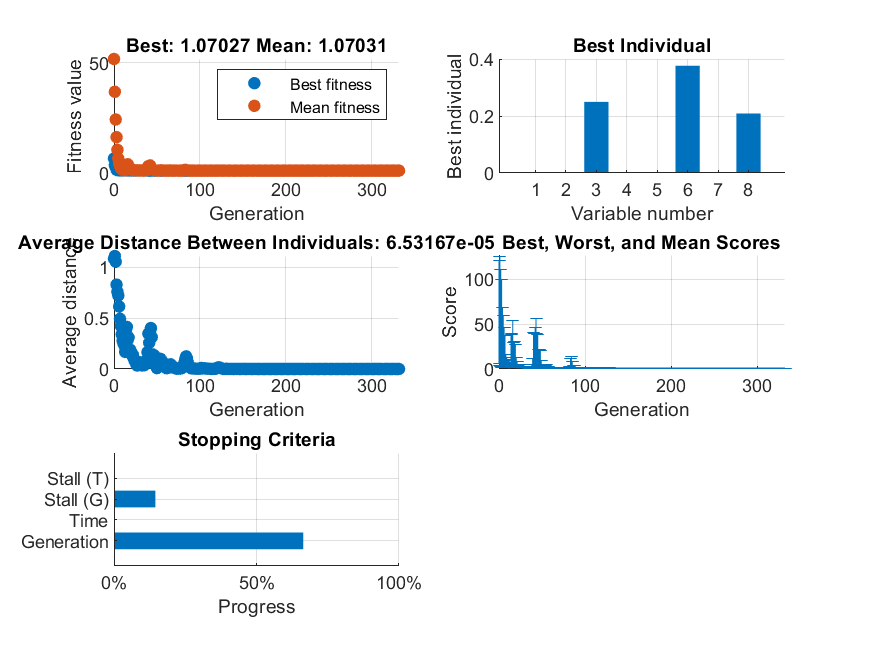 Best: 1.07027 Mean: 1.07031
Fitness value
50
0
Best fitness
Mean fitness
0 100 200 300
Generation
Best Individual
Best individual
0.4
0.2
0
1 2 3 4 5 6 7 8
Variable number
Average Distance Between Individuals: 6.53167e-05
Average distance
1
0.5
0
0 100 200 300
Generation
Best, Worst, and Mean Scores
Score
100
50
0
0 100 200 300
Generation
Stopping Criteria
Stall (T)
Stall (G)
Time
Generation
0% 50% 100%
Progress